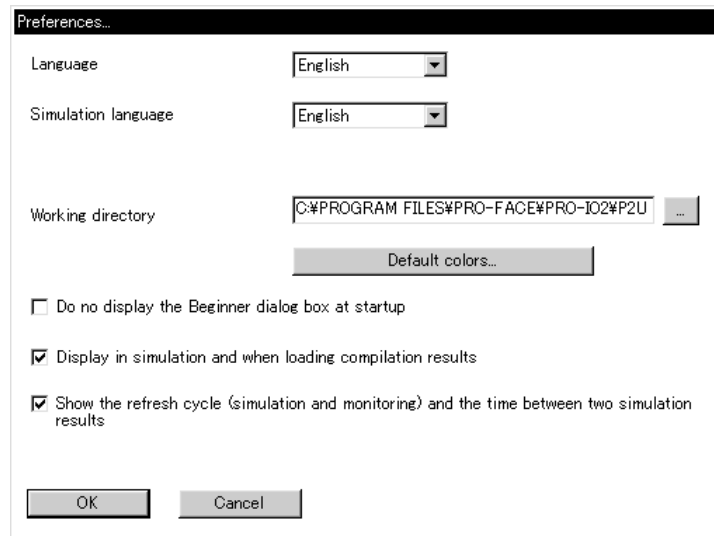 Preferences...
Language
English
Simulation language
English
Working directory
C:¥PROGRAM FILES¥PRO-FACE¥PRO-IO2¥P2U
...
Default colors...
Do no display the Beginner dialog box at startup
Display in simulation and when loading compilation results
Show the refresh cycle (simulation and monitoring) and the time between two simulation
results
OK
Cancel